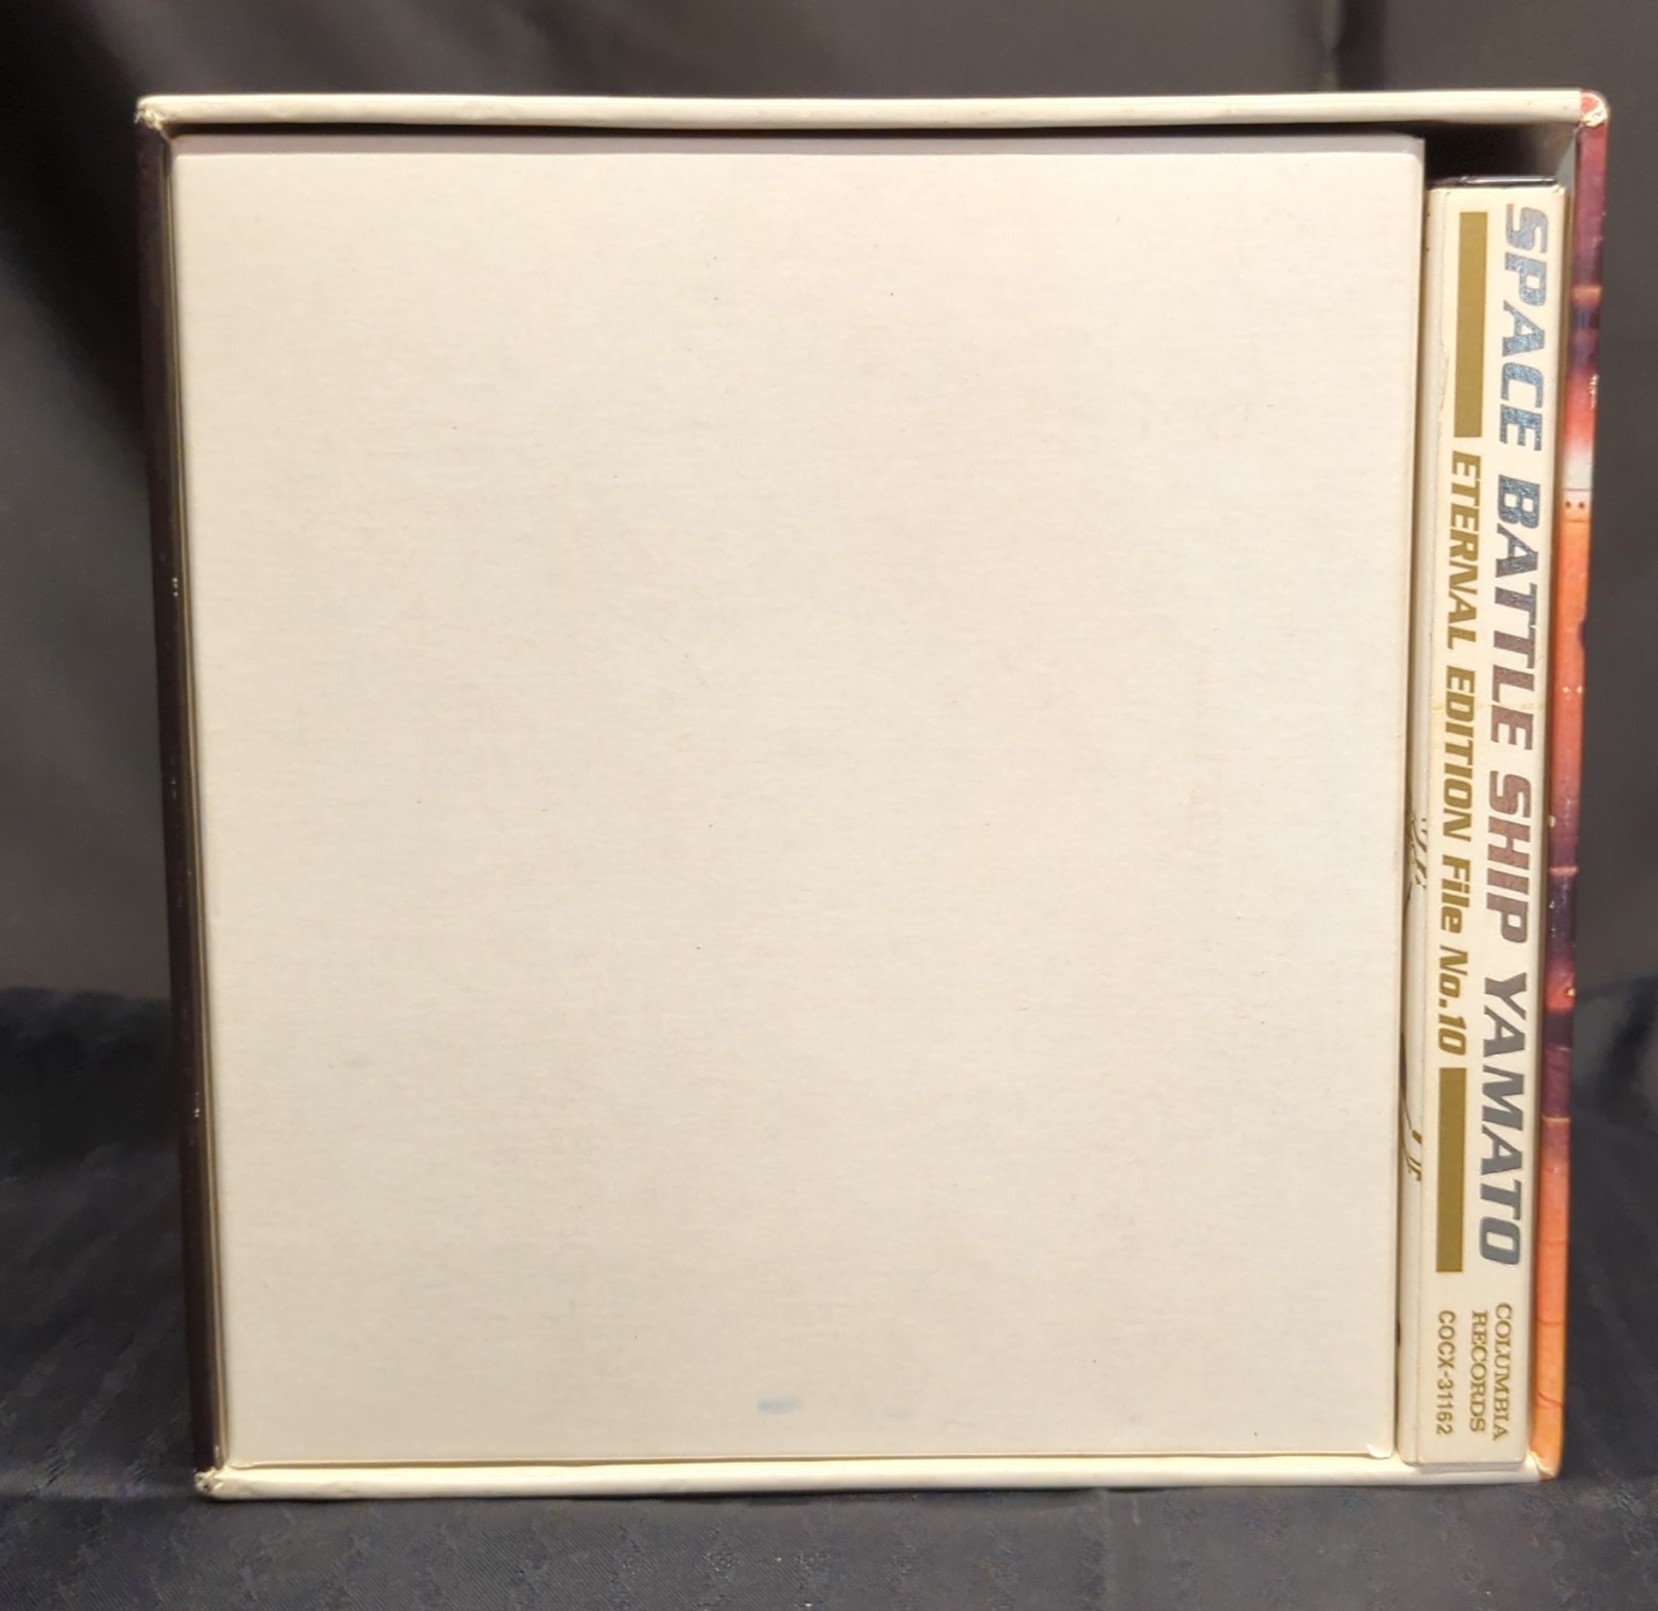 SPACE BATTLE SHIP YAMATO
ETERNAL EDITION File No.10
COLUMBIA
RECORDS
COCX-31162